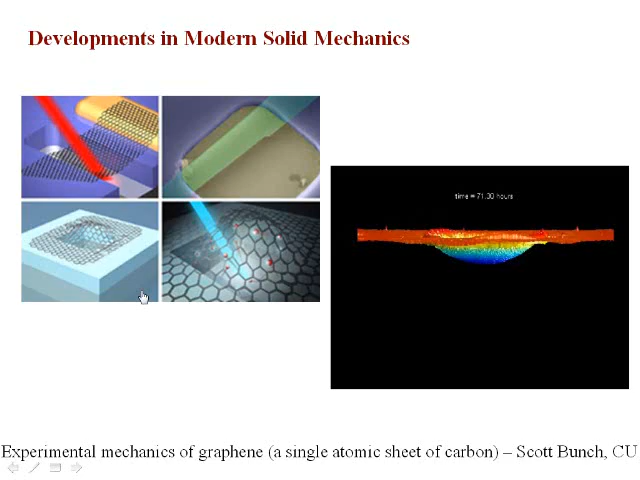 Developments in Modern Solid Mechanics
time = 71.30 hours
Experimental mechanics of graphene (a single atomic sheet of carbon) – Scott Bunch, CU